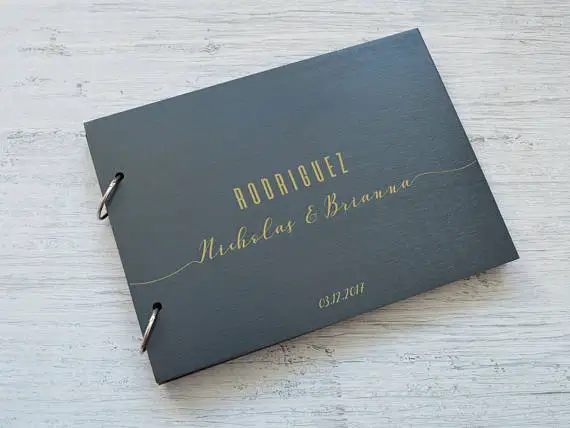 RODRIGUEZ
Nicholas & Brianna
03.12.2017